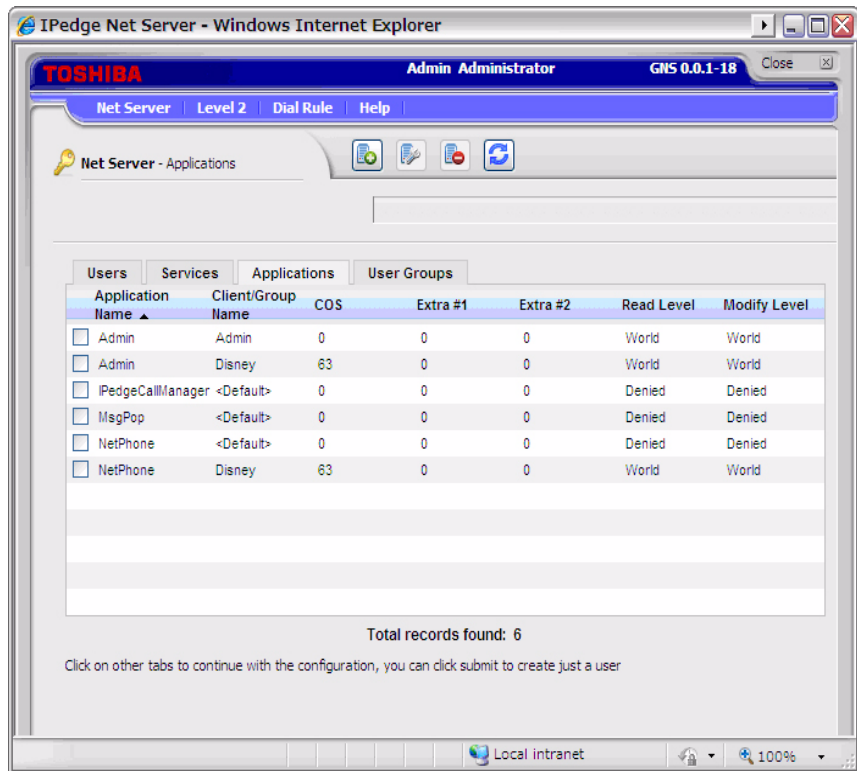 IPedge Net Server - Windows Internet Explorer
TOSHIBA Admin Administrator GNS 0.0.1-18 Close
Net Server Level 2 Dial Rule Help
Net Server - Applications
Users Services Applications User Groups
Application Name Client/Group Name COS Extra #1 Extra #2 Read Level Modify Level
Admin Admin 0 0 0 World World
Admin Disney 63 0 0 World World
IPedgeCallManager <Default> 0 0 0 Denied Denied
MsgPop <Default> 0 0 0 Denied Denied
NetPhone <Default> 0 0 0 Denied Denied
NetPhone Disney 63 0 0 World World
Total records found: 6
Click on other tabs to continue with the configuration, you can click submit to create just a user
Local intranet 100%